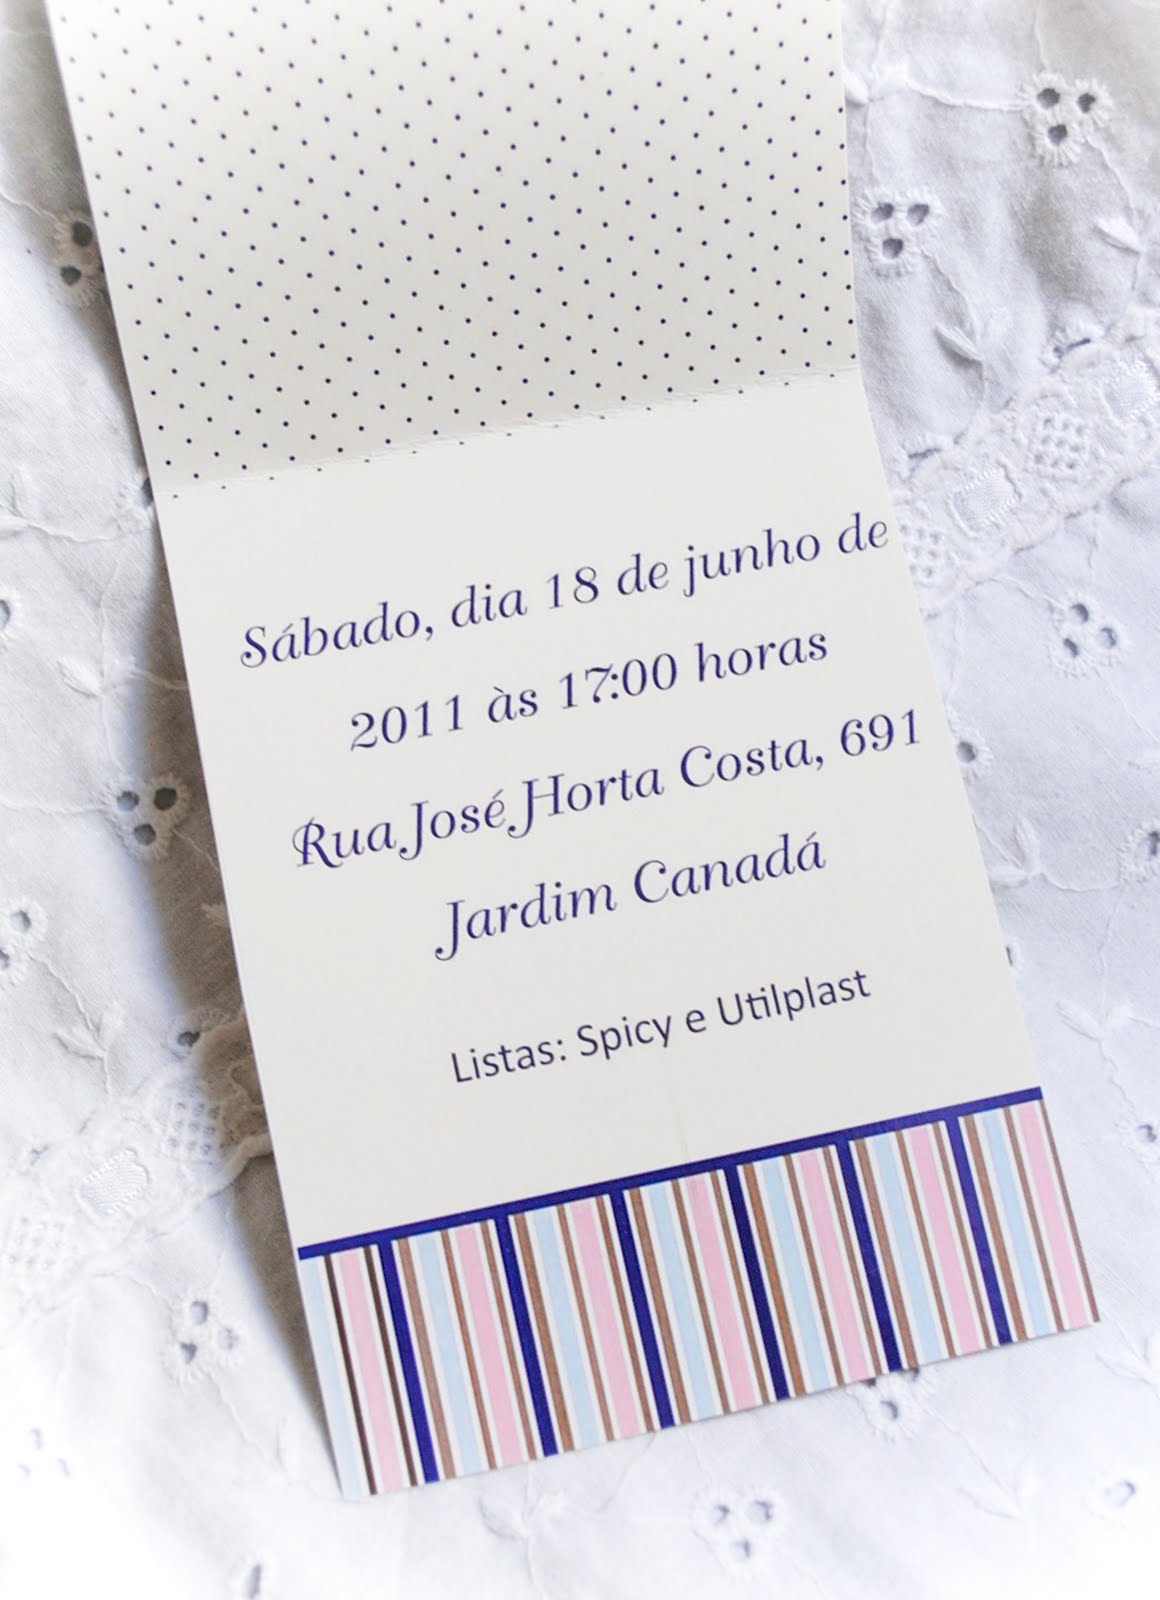 Sábado, dia 18 de junho de
2011 às 17:00 horas
Rua José Horta Costa, 691
Jardim Canadá
Listas: Spicy e Utilplast